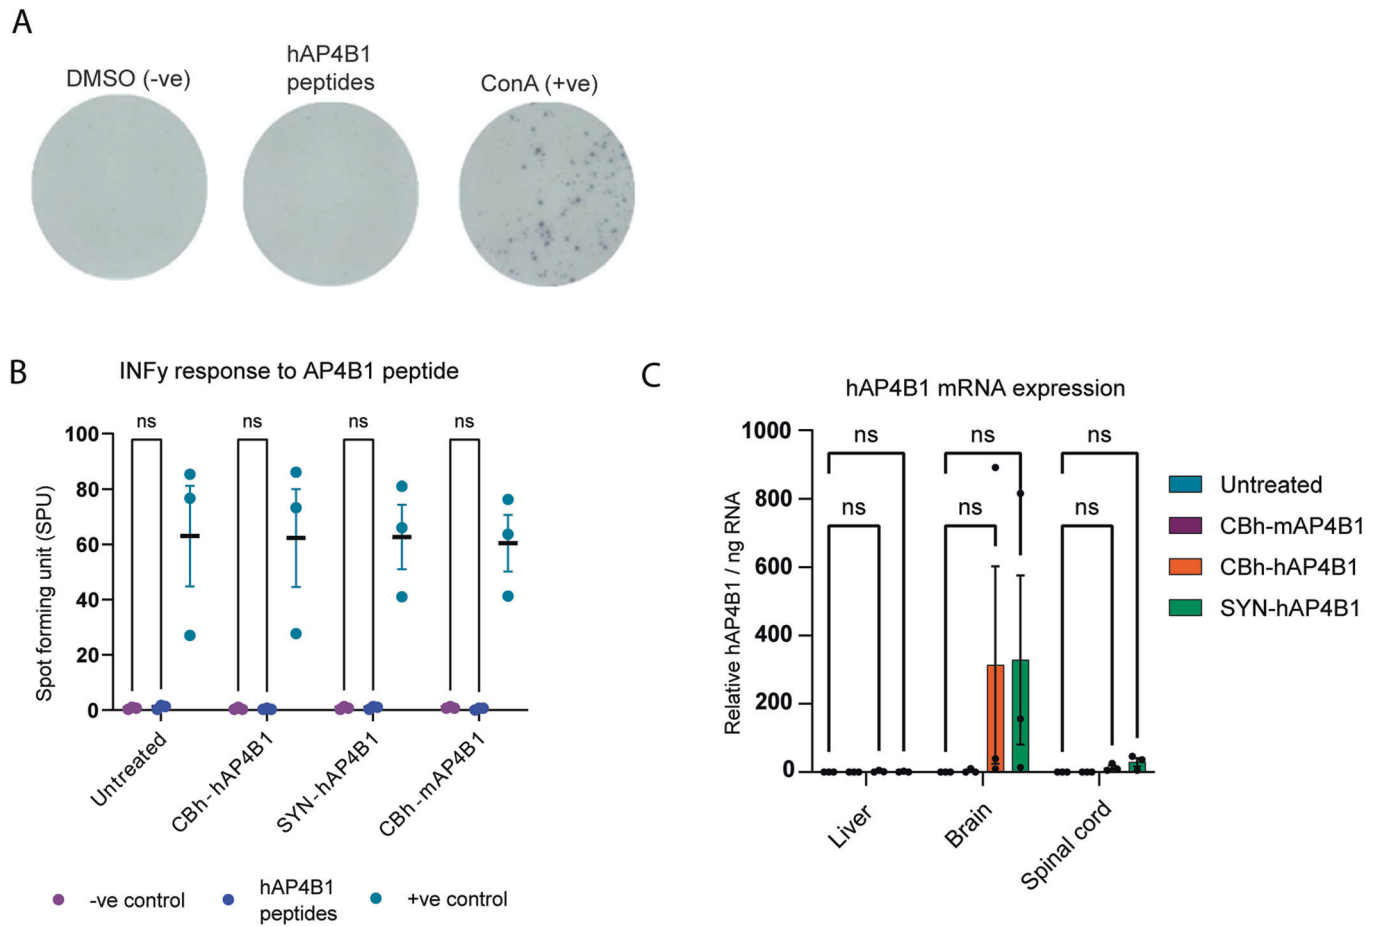 A
DMSO (-ve)
hAP4B1
peptides
ConA (+ve)
B
INFy response to AP4B1 peptide
Spot forming unit (SPU)
100
80
60
40
20
0
ns
ns
ns
ns
Untreated
CBh-hAP4B1
SYN-hAP4B1
CBh-mAP4B1
-ve control
hAP4B1
peptides
+ve control
C
hAP4B1 mRNA expression
Relative hAP4B1 / ng RNA
1000
800
600
400
200
0
ns
ns
ns
ns
ns
ns
Liver
Brain
Spinal cord
Untreated
CBh-mAP4B1
CBh-hAP4B1
SYN-hAP4B1